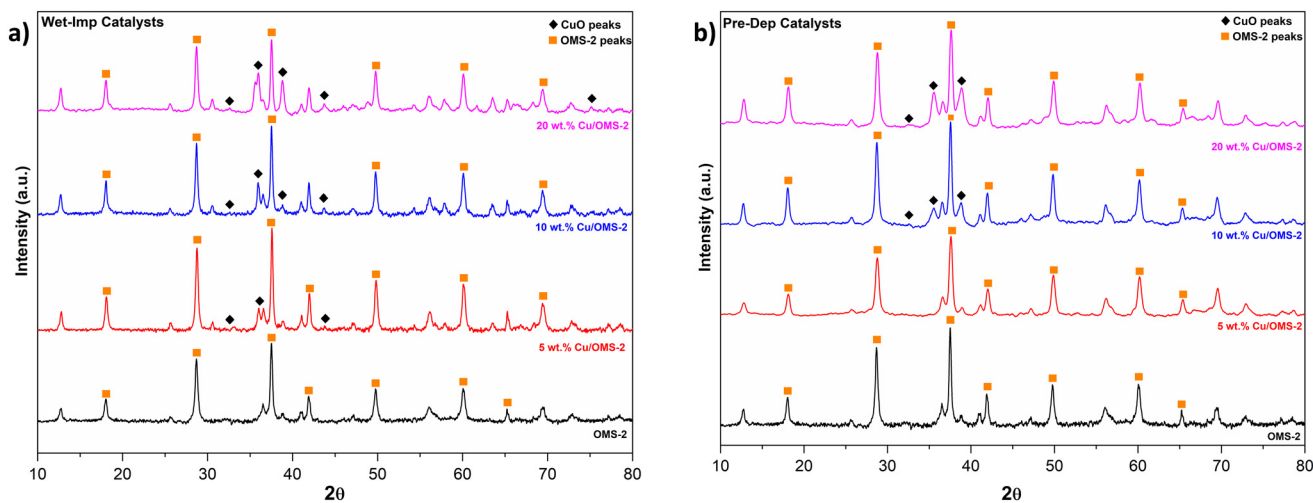 a)
Wet-Imp Catalysts
CuO peaks
OMS-2 peaks
20 wt.% Cu/OMS-2
10 wt.% Cu/OMS-2
5 wt.% Cu/OMS-2
OMS-2
Intensity (a.u.)
10 20 30 40 50 60 70 80
2θ
b)
Pre-Dep Catalysts
CuO peaks
OMS-2 peaks
20 wt.% Cu/OMS-2
10 wt.% Cu/OMS-2
5 wt.% Cu/OMS-2
OMS-2
Intensity (a.u.)
10 20 30 40 50 60 70 80
2θ